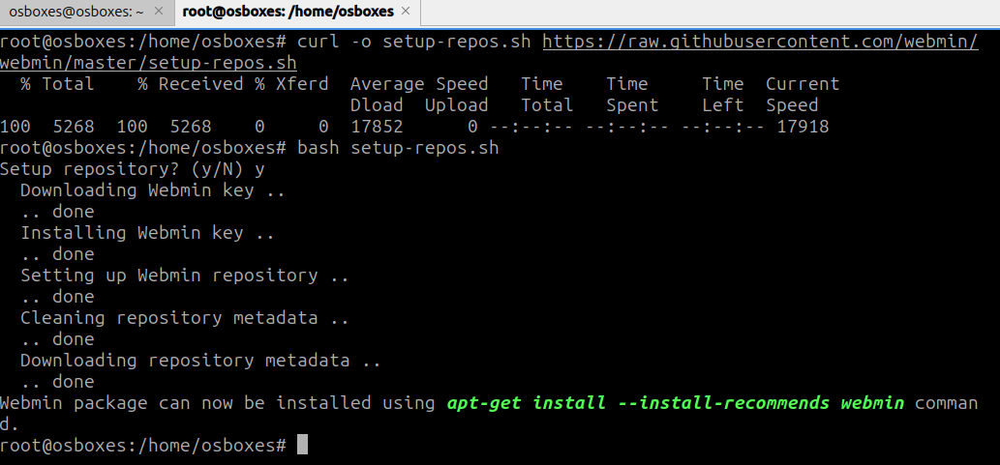 osboxes@osboxes: ~ × root@osboxes: /home/osboxes ×
root@osboxes:/home/osboxes# curl -o setup-repos.sh https://raw.githubusercontent.com/webmin/
webmin/master/setup-repos.sh
  % Total    % Received % Xferd  Average Speed   Time    Time     Time  Current
                                 Dload  Upload   Total   Spent    Left  Speed
100  5268  100  5268    0     0  17852      0 --:--:-- --:--:-- --:--:-- 17918
root@osboxes:/home/osboxes# bash setup-repos.sh
Setup repository? (y/N) y
  Downloading Webmin key ..
  .. done
  Installing Webmin key ..
  .. done
  Setting up Webmin repository ..
  .. done
  Cleaning repository metadata ..
  .. done
  Downloading repository metadata ..
  .. done
Webmin package can now be installed using apt-get install --install-recommends webmin comman
d.
root@osboxes:/home/osboxes#